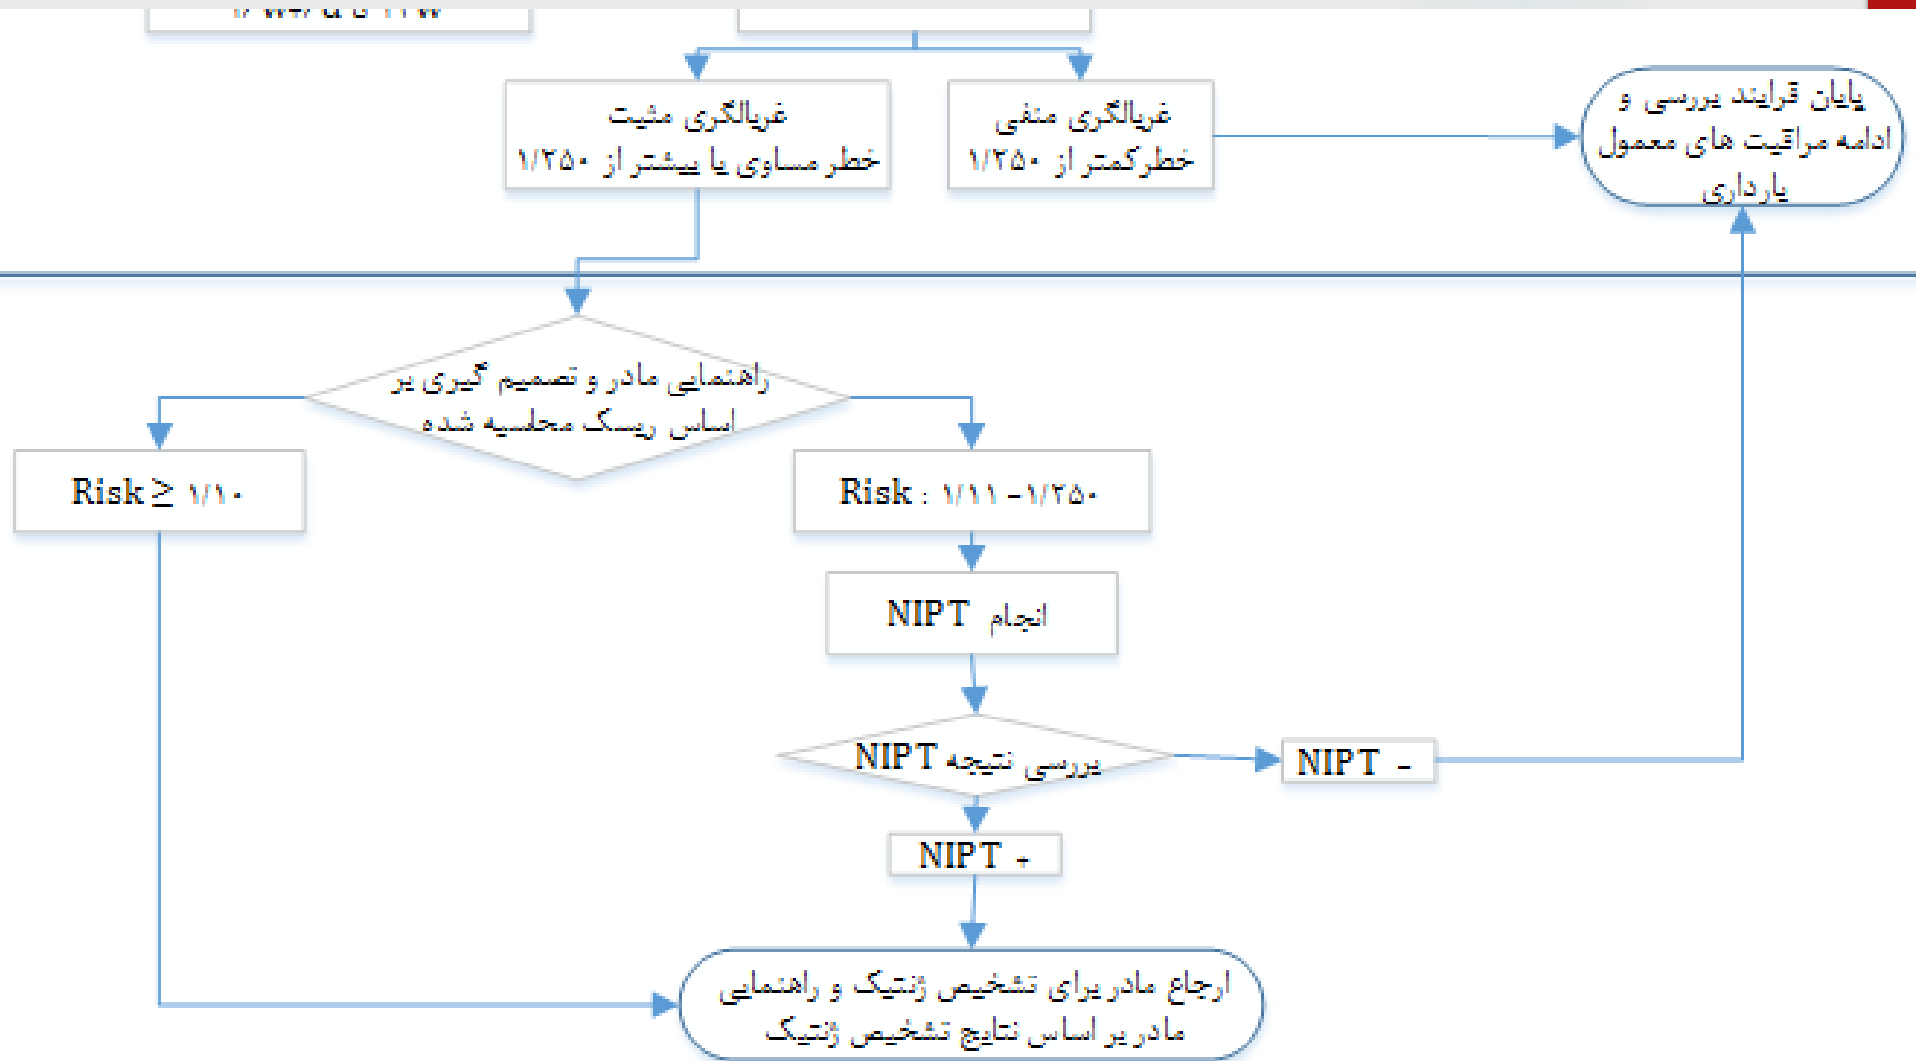 غربالگری مثبت
خطر مساوی یا بیشتر از ۱/۲۵۰
غربالگری منفی
خطرکمتر از ۱/۲۵۰
پایان فرایند بررسی و
ادامه مراقبت های معمول
بارداری
راهنمایی مادر و تصمیم گیری بر
اساس ریسک محاسبه شده
Risk ≥ ۱/۱۰
Risk : ۱/۱۱ -۱/۲۵۰
انجام NIPT
بررسی نتیجه NIPT
NIPT -
NIPT +
ارجاع مادر برای تشخیص ژنتیک و راهنمایی
مادر بر اساس نتایج تشخیص ژنتیک